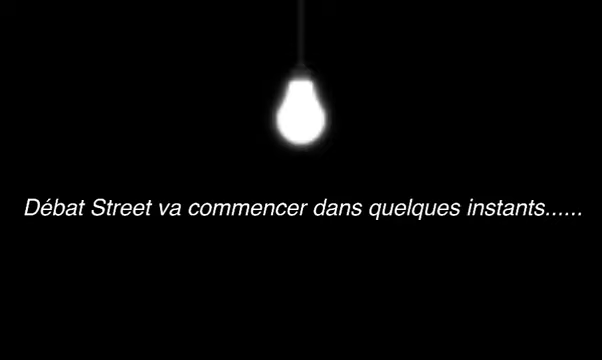 Débat Street va commencer dans quelques instants......